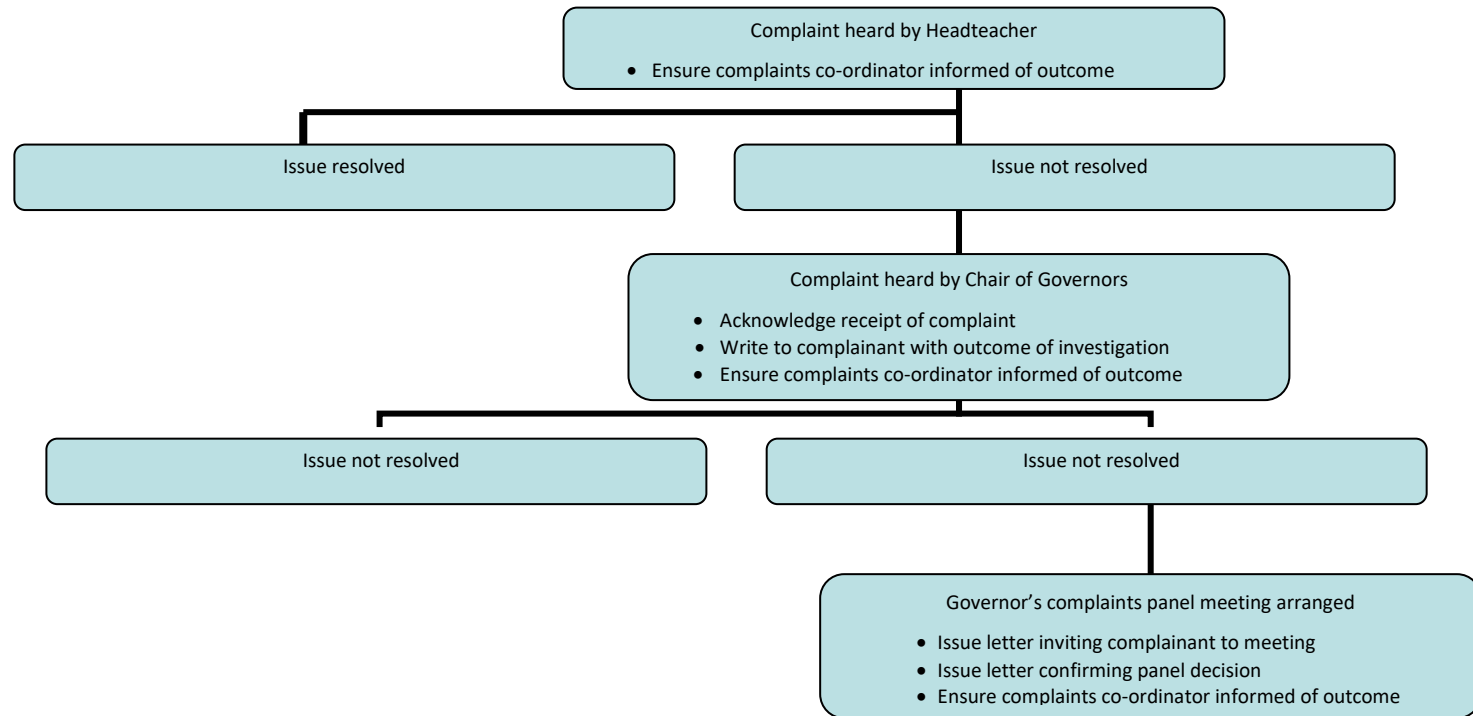 Complaint heard by Headteacher
• Ensure complaints co-ordinator informed of outcome
Issue resolved
Issue not resolved
Complaint heard by Chair of Governors
• Acknowledge receipt of complaint
• Write to complainant with outcome of investigation
• Ensure complaints co-ordinator informed of outcome
Issue not resolved
Issue not resolved
Governor’s complaints panel meeting arranged
• Issue letter inviting complainant to meeting
• Issue letter confirming panel decision
• Ensure complaints co-ordinator informed of outcome